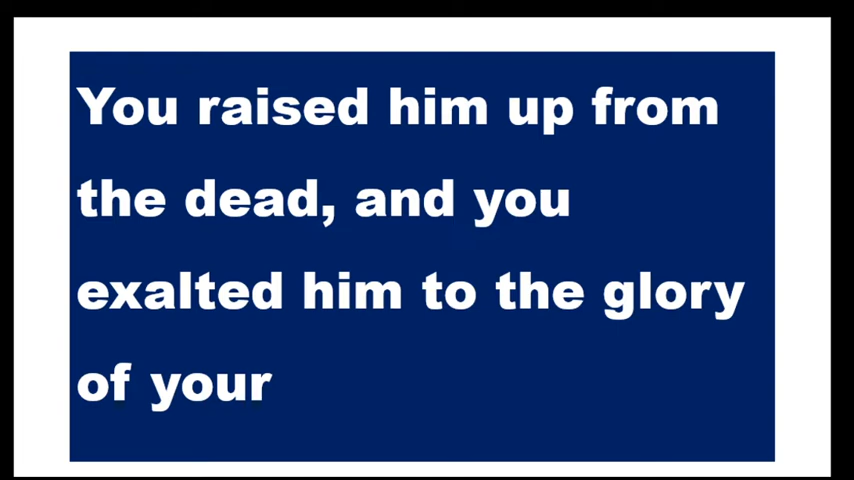 You raised him up from
the dead, and you
exalted him to the glory
of your